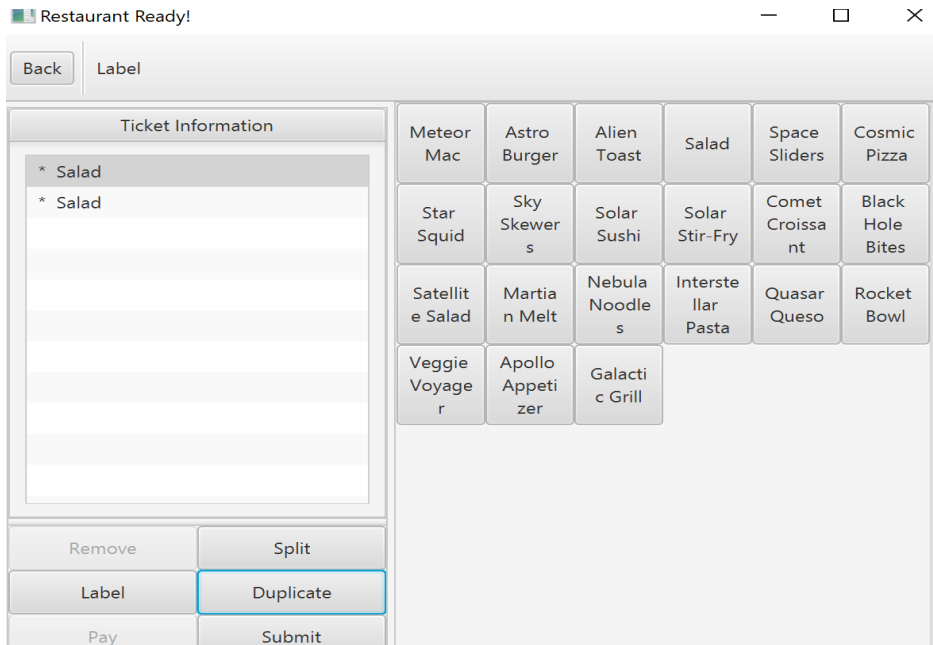 Restaurant Ready!
Back
Label
Ticket Information
* Salad
* Salad
Remove
Split
Label
Duplicate
Pay
Submit
Meteor
Mac
Astro
Burger
Alien
Toast
Salad
Space
Sliders
Cosmic
Pizza
Star
Squid
Sky
Skewer
s
Solar
Sushi
Solar
Stir-Fry
Comet
Croissa
nt
Black
Hole
Bites
Satellit
e Salad
Martia
n Melt
Nebula
Noodle
s
Interste
llar
Pasta
Quasar
Queso
Rocket
Bowl
Veggie
Voyage
r
Apollo
Appeti
zer
Galacti
c Grill